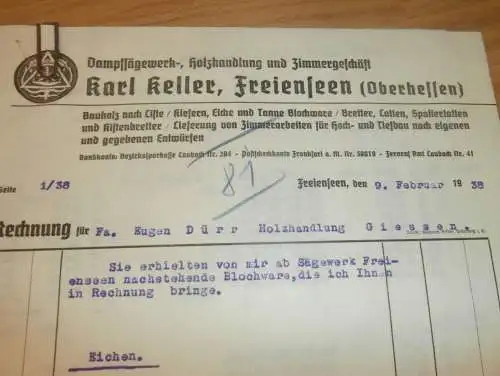 Dampfsägewerk-, Holzhandlung und Zimmergeschäft
Karl Keller, Freienseen (Oberhessen)
Bauholz nach Liste / Kiefern, Eiche und Tanne Blochware / Bretter, Latten, Spalierlatten
und Kistenbretter / Lieferung von Zimmerarbeiten für Hoch- und Tiefbau nach eigenen
und gegebenen Entwürfen
Bankkonto: Bezirkssparkasse Laubach Nr. 204 - Postscheckkonto Frankfurt a. M. Nr. 59819 - Fernruf Amt Laubach Nr. 41
81
Seite 1/38 Freienseen, den 9. Februar 1938
Rechnung für Fa. Eugen Dürr Holzhandlung Giessen.
Sie erhielten von mir ab Sägewerk Frei-
enseen nachstehende Blochware,die ich Ihnen
in Rechnung bringe.
Eichen.